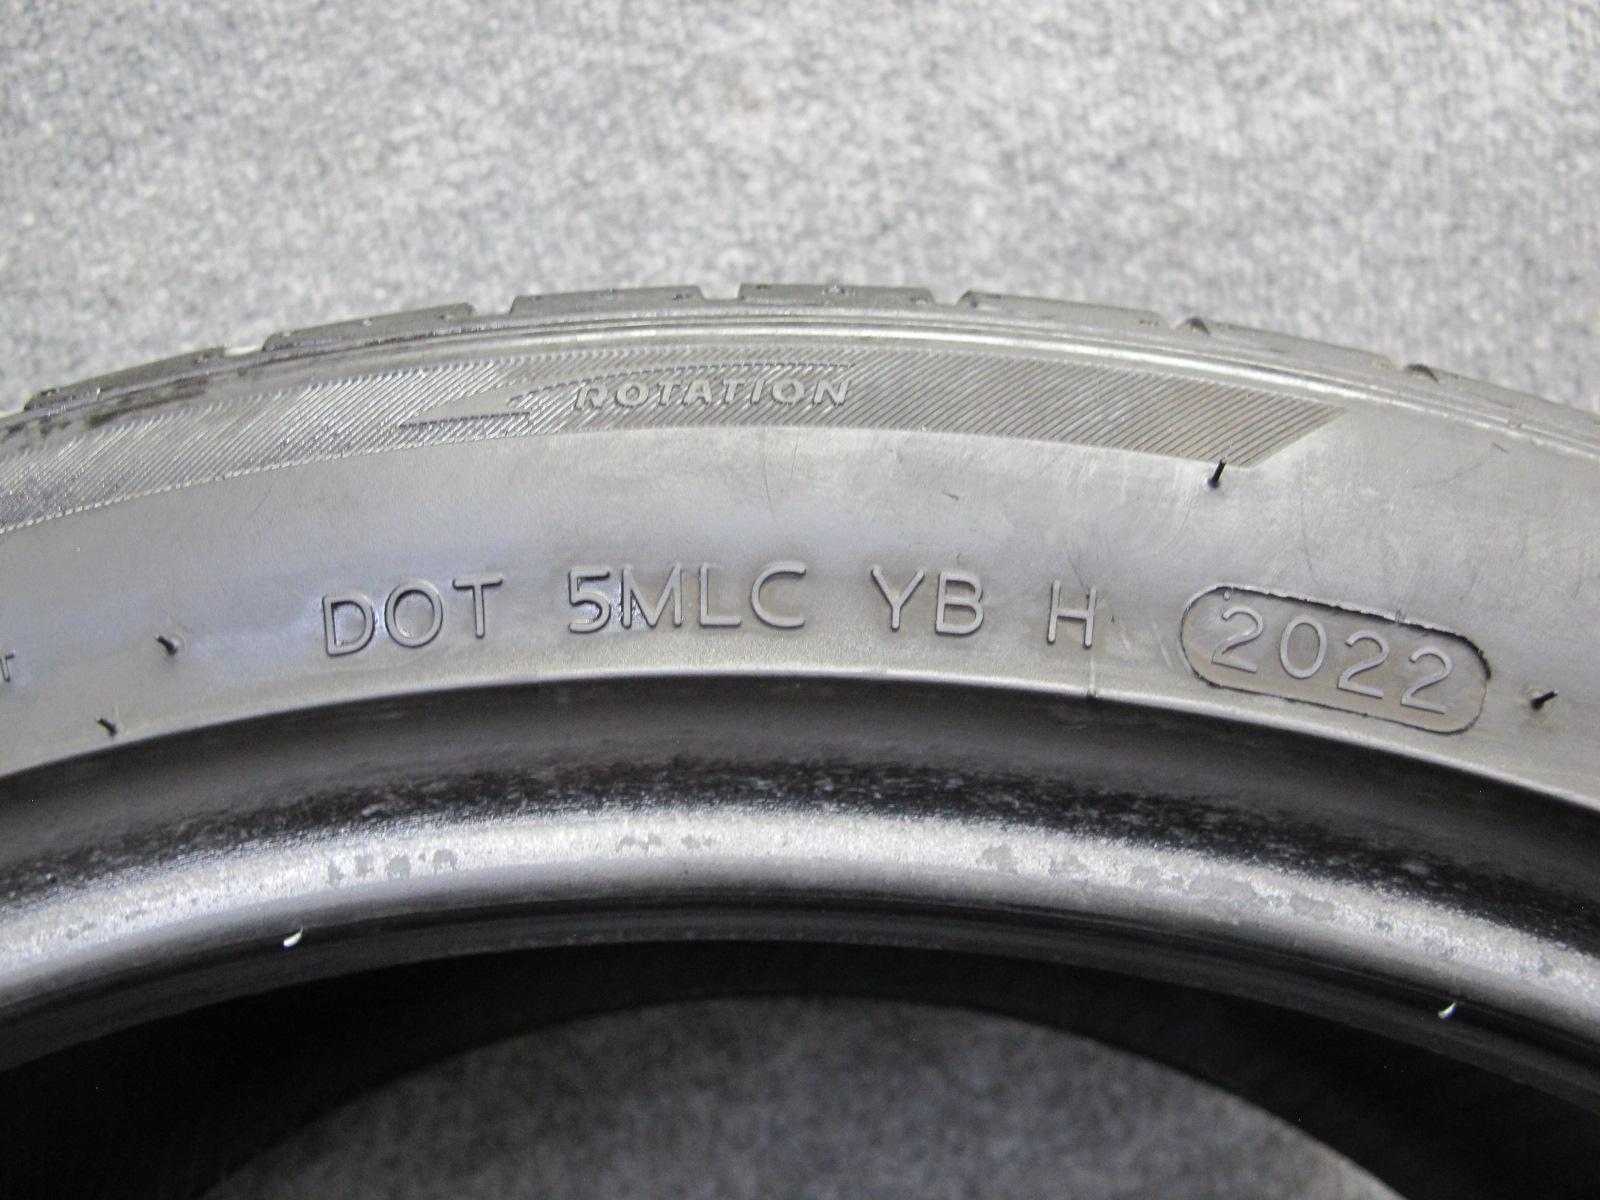 ROTATION
DOT 5MLC YB H 2022
T